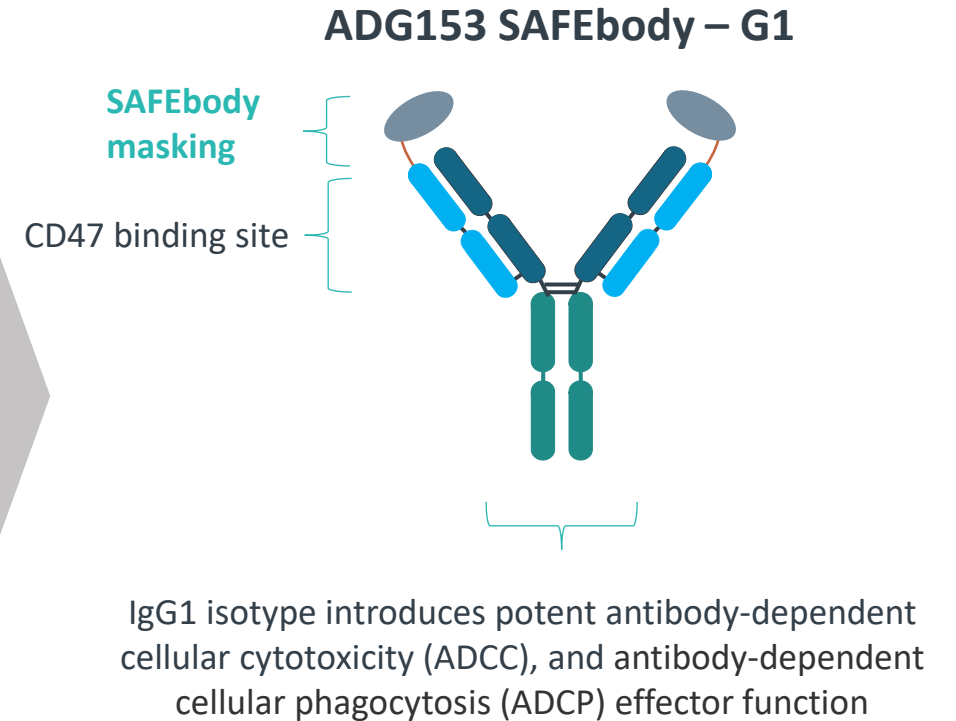 ADG153 SAFEbody – G1
SAFEbody
masking
CD47 binding site
IgG1 isotype introduces potent antibody-dependent
cellular cytotoxicity (ADCC), and antibody-dependent
cellular phagocytosis (ADCP) effector function